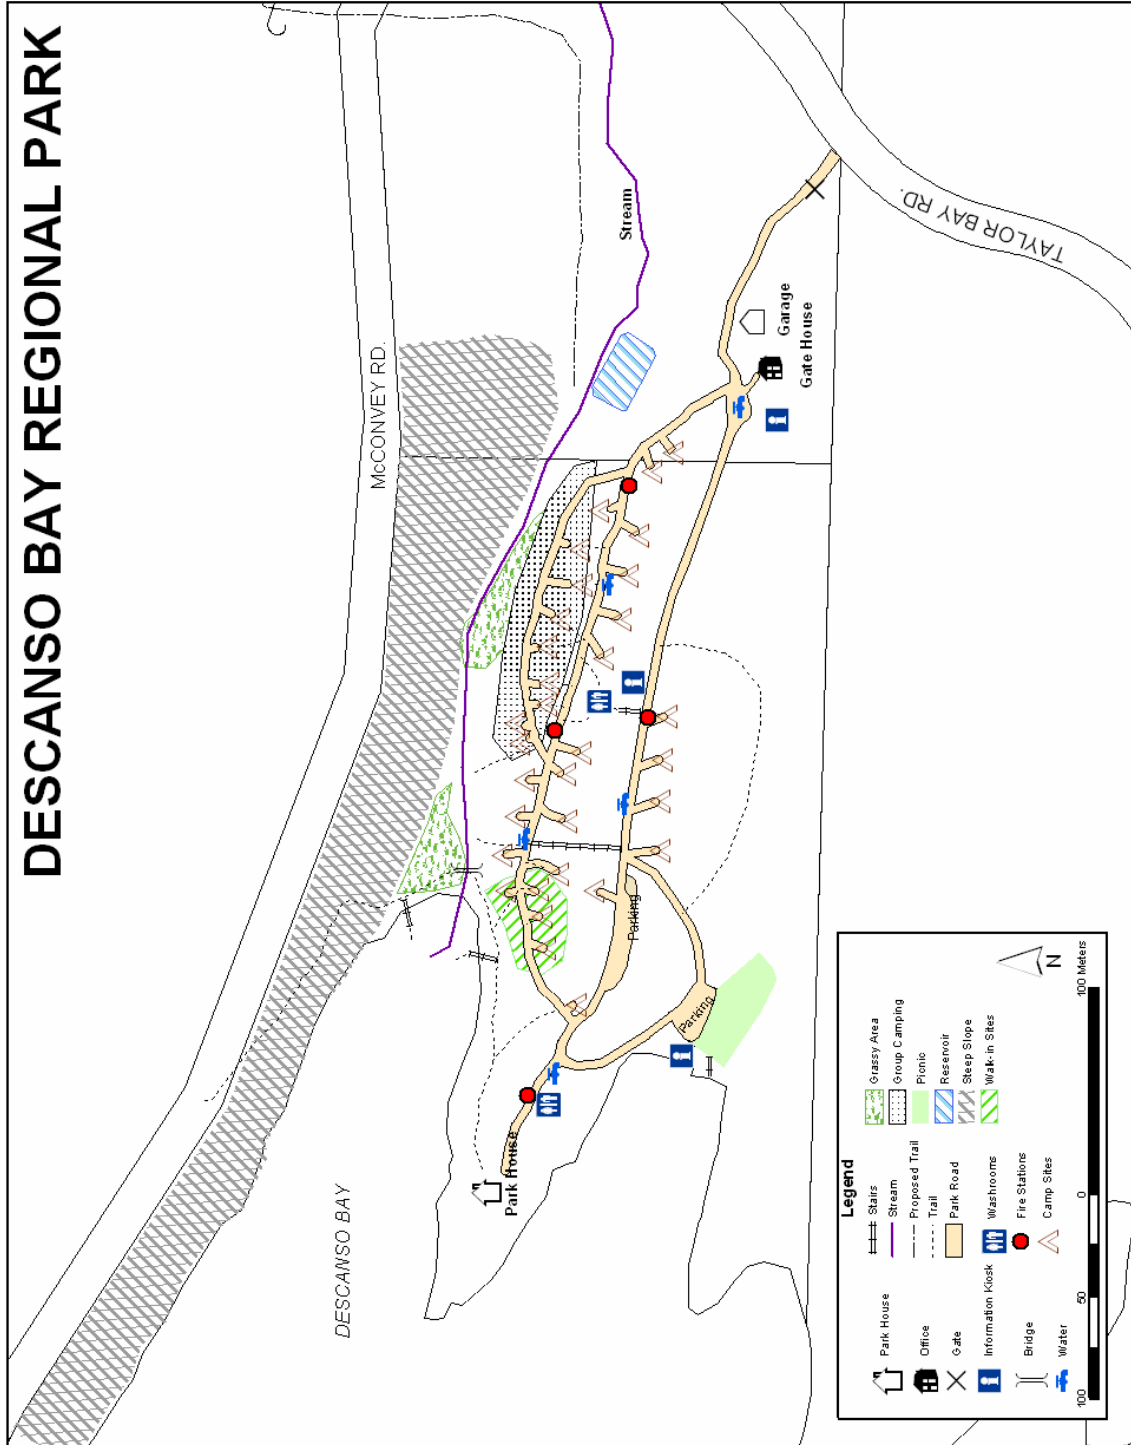 DESCANSO BAY REGIONAL PARK
McCONVEY RD.
Stream
TAYLOR BAY RD.
Garage
Gate House
Parking
Parking
Park House
DESCANSO BAY
Legend
Park House
Office
Gate
Information Kiosk
Bridge
Water
Stairs
Stream
Proposed Trail
Trail
Park Road
Washrooms
Fire Stations
Camp Sites
Grassy Area
Group Camping
Picnic
Reservoir
Steep Slope
Walk-in Sites
N
100 50 0 100 Meters